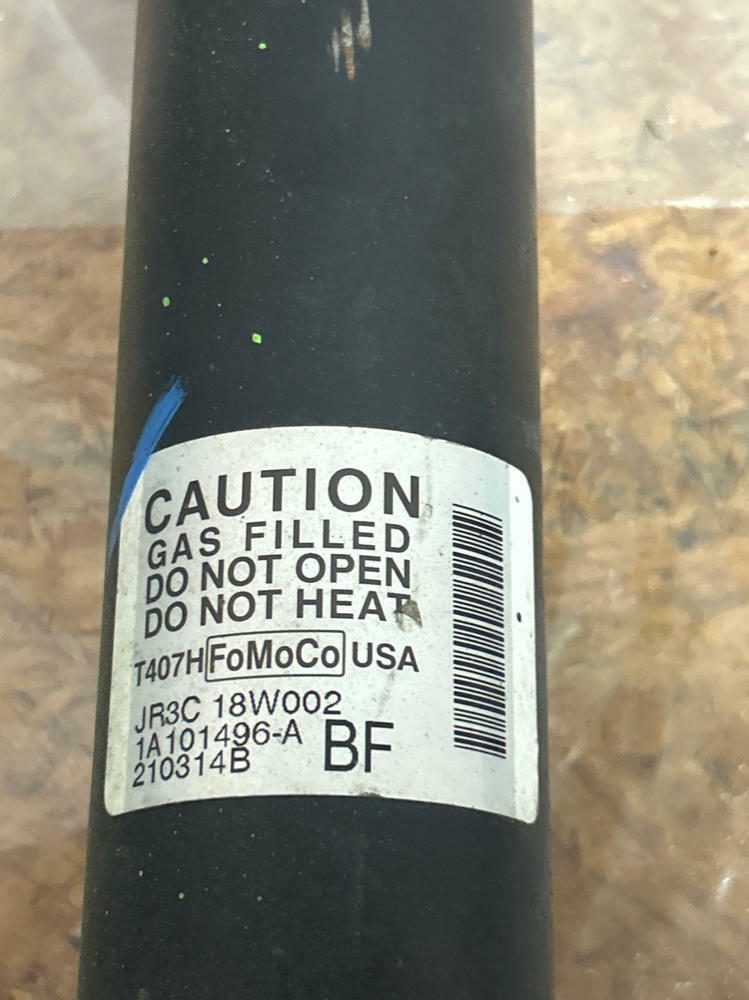 CAUTION
GAS FILLED
DO NOT OPEN
DO NOT HEAT
T407H FoMoCo USA
JR3C 18W002
1A101496-A
210314B BF